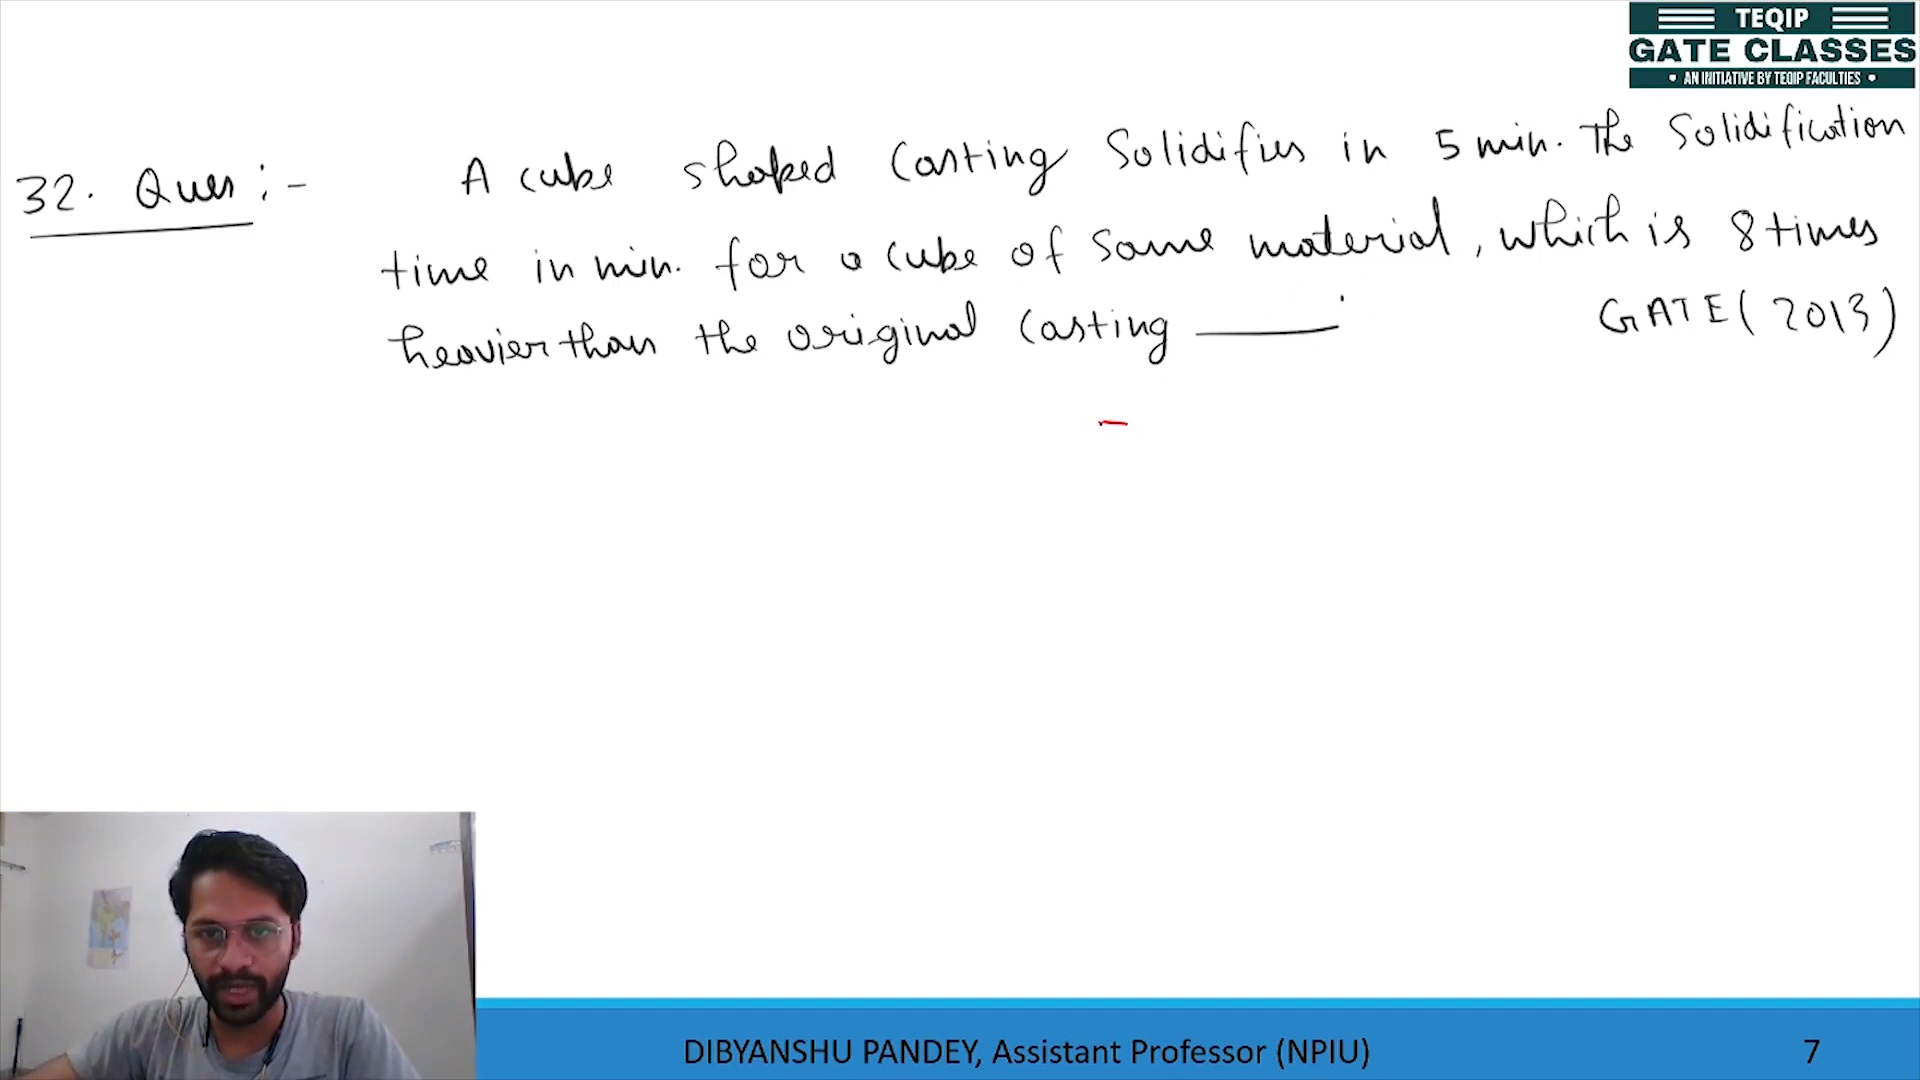 TEQIP
GATE CLASSES
• AN INITIATIVE BY TEQIP FACULTIES •
32. Ques :- A cube shaped Casting Solidifies in 5 min. The Solidification
time in min. for a cube of same material, which is 8 times
heavier than the original casting ______. GATE (2013)
DIBYANSHU PANDEY, Assistant Professor (NPIU)
7